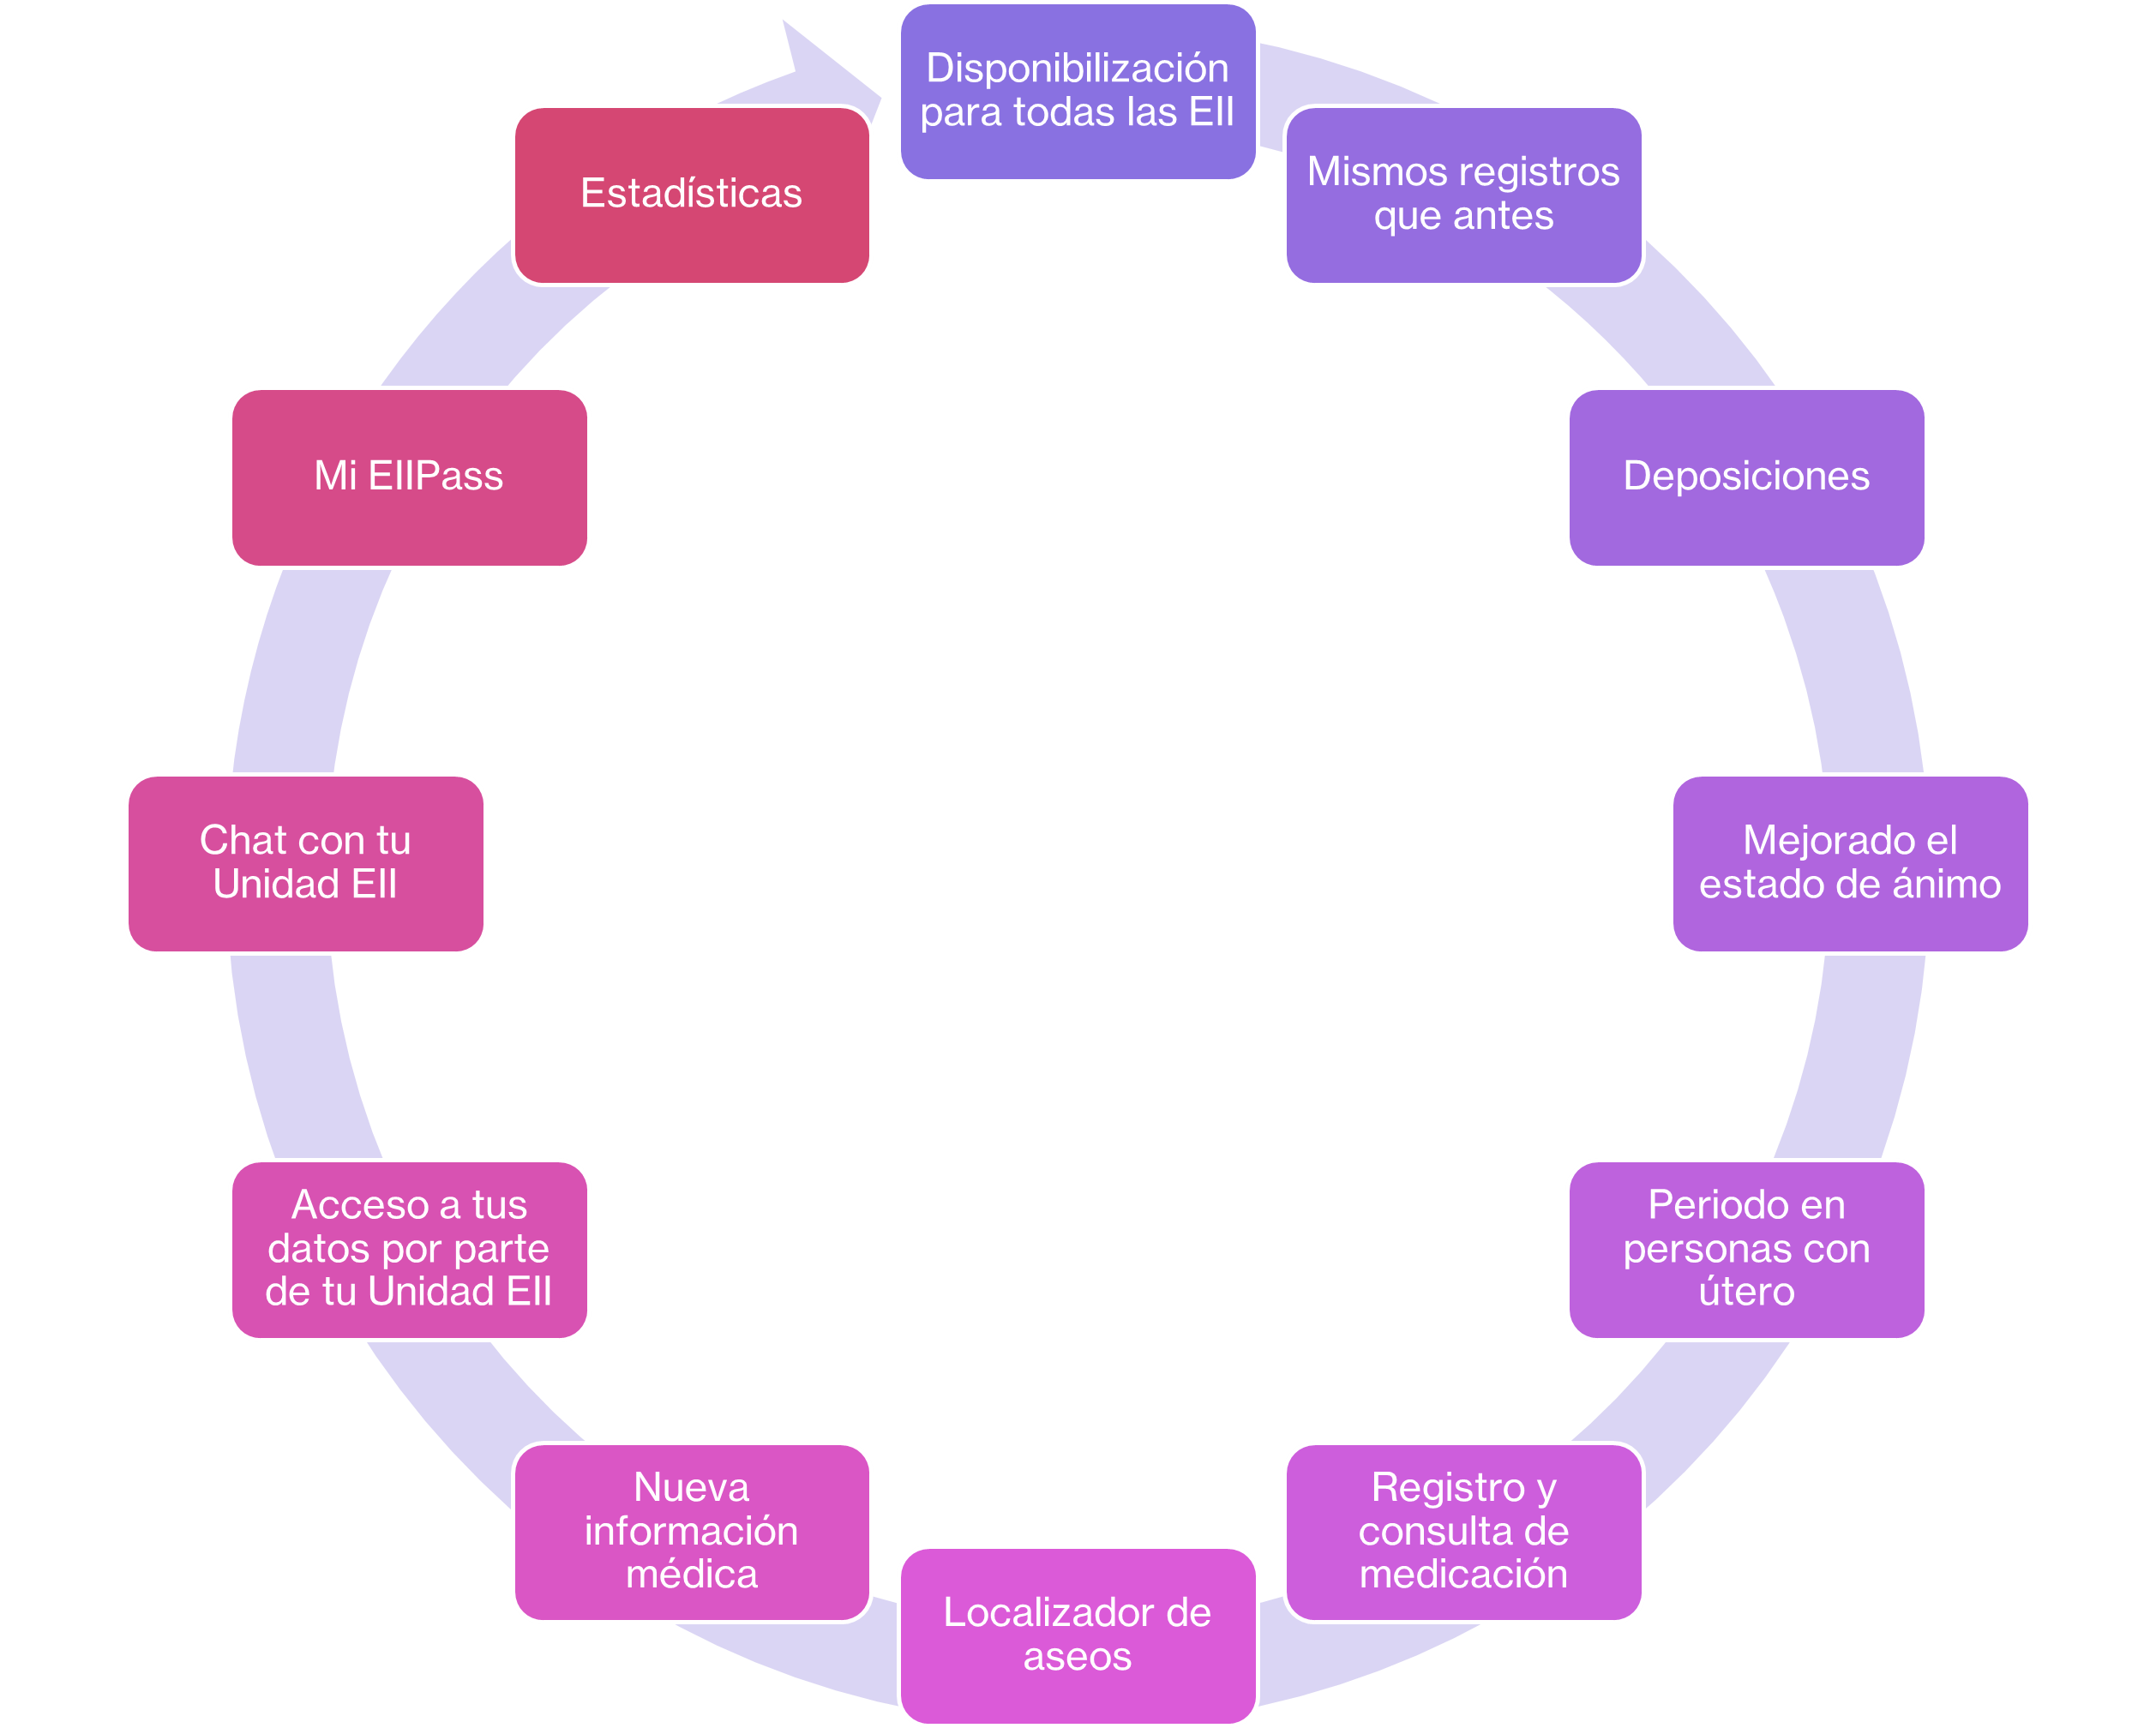 Disponibilización
para todas las EII
Mismos registros
que antes
Deposiciones
Mejorado el
estado de ánimo
Periodo en
personas con
útero
Registro y
consulta de
medicación
Localizador de
aseos
Nueva
información
médica
Acceso a tus
datos por parte
de tu Unidad EII
Chat con tu
Unidad EII
Mi EIIPass
Estadísticas